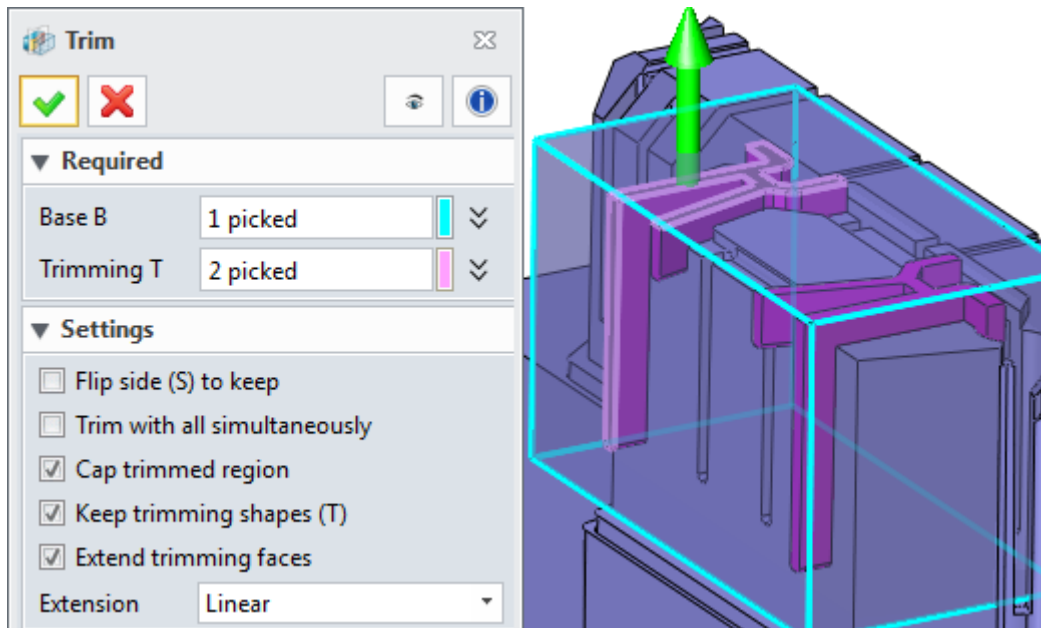 Trim
Required
Base B 1 picked
Trimming T 2 picked
Settings
Flip side (S) to keep
Trim with all simultaneously
Cap trimmed region
Keep trimming shapes (T)
Extend trimming faces
Extension Linear